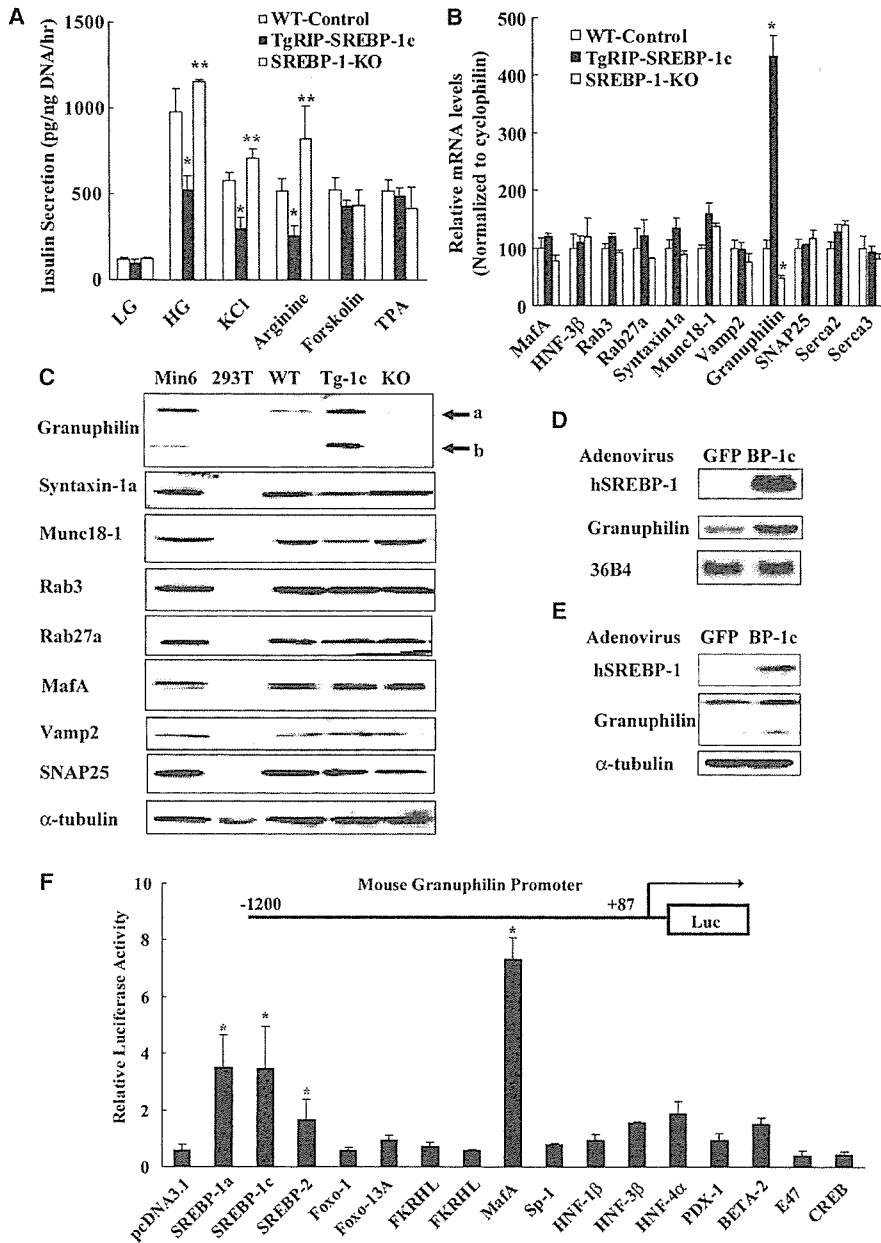 A
Insulin Secretion (pg/ng DNA/hr)
1500
1000
500
0
WT-Control
TgRIP-SREBP-1c
SREBP-1-KO
**
*
**
*
**
*
LG
HG
KCl
Arginine
Forskolin
TPA
B
Relative mRNA levels
(Normalized to cyclophilin)
500
400
300
200
100
0
WT-Control
TgRIP-SREBP-1c
SREBP-1-KO
*
*
MafA
HNF-3β
Rab3
Rab27a
Syntaxin1a
Munc18-1
Vamp2
Granuphilin
SNAP25
Serca2
Serca3
C
Min6 293T WT Tg-1c KO
Granuphilin
a
b
Syntaxin-1a
Munc18-1
Rab3
Rab27a
MafA
Vamp2
SNAP25
α-tubulin
D
Adenovirus GFP BP-1c
hSREBP-1
Granuphilin
36B4
E
Adenovirus GFP BP-1c
hSREBP-1
Granuphilin
α-tubulin
F
Relative Luciferase Activity
10
8
6
4
2
0
Mouse Granuphilin Promoter
-1200
+87
Luc
*
*
*
*
pcDNA3.1
SREBP-1a
SREBP-1c
SREBP-2
Foxo-1
Foxo-13A
FKRHL
FKRHL
MafA
Sp-1
HNF-1β
HNF-3β
HNF-4α
PDX-1
BETA-2
E47
CREB